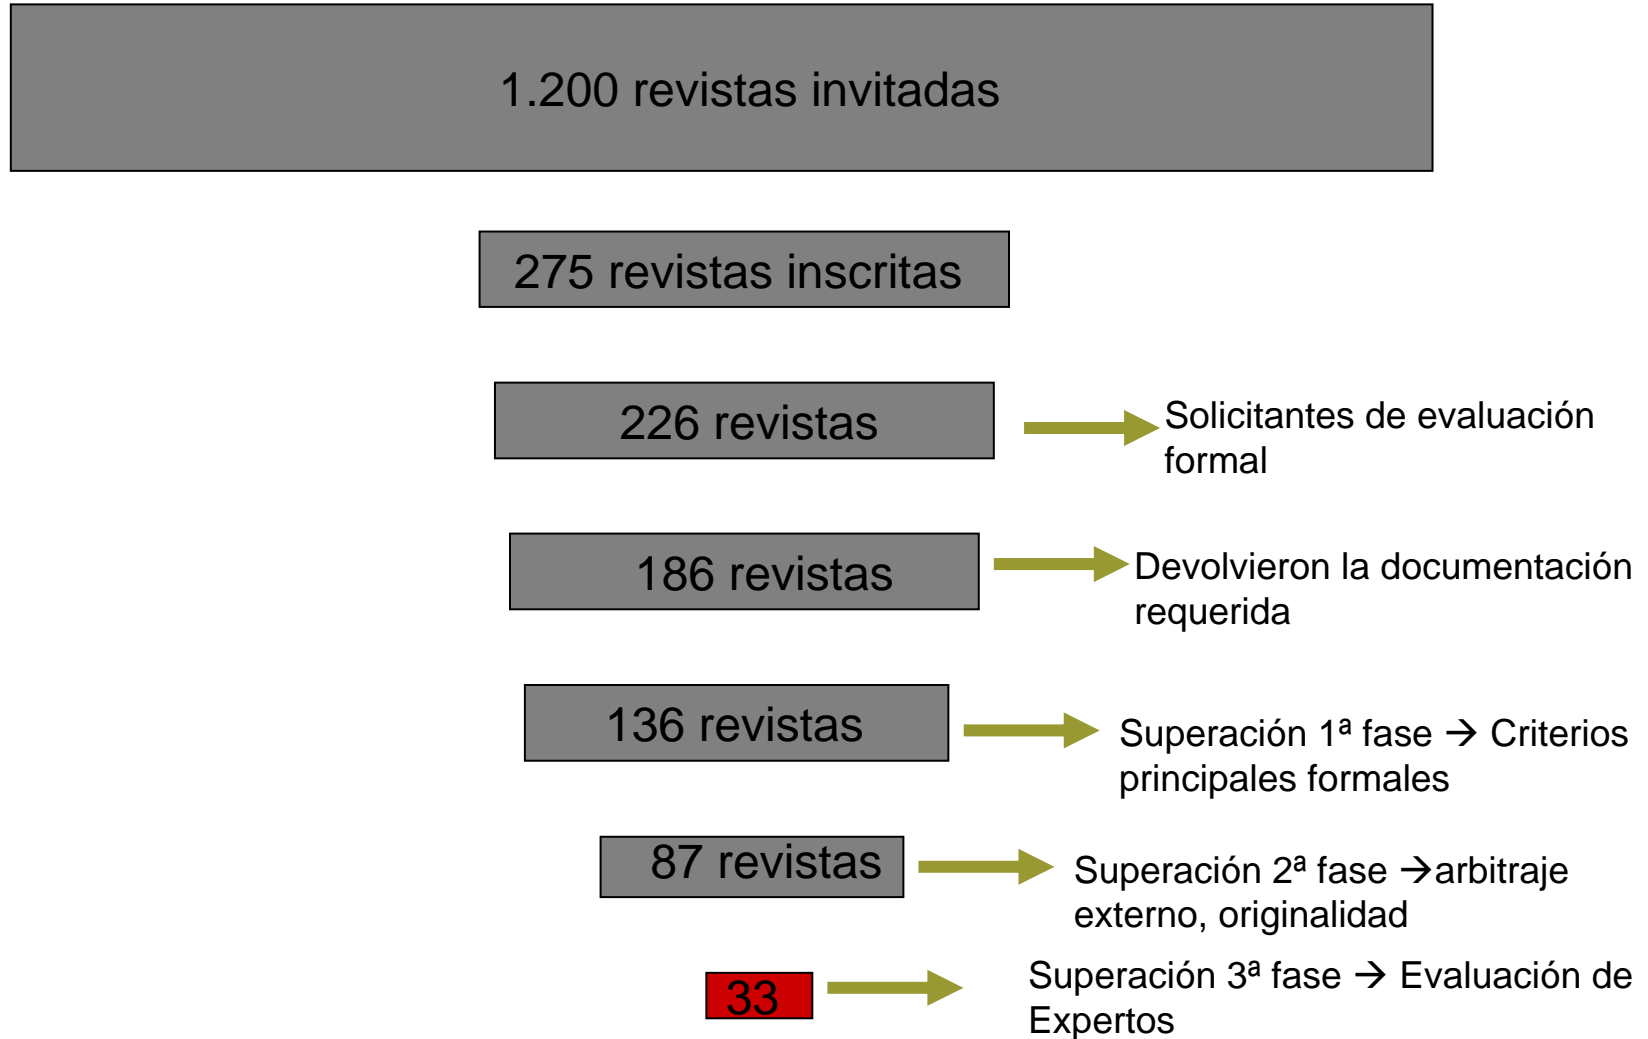 1.200 revistas invitadas
275 revistas inscritas
226 revistas
Solicitantes de evaluación
formal
186 revistas
Devolvieron la documentación
requerida
136 revistas
Superación 1ª fase → Criterios
principales formales
87 revistas
Superación 2ª fase →arbitraje
externo, originalidad
33
Superación 3ª fase → Evaluación de
Expertos